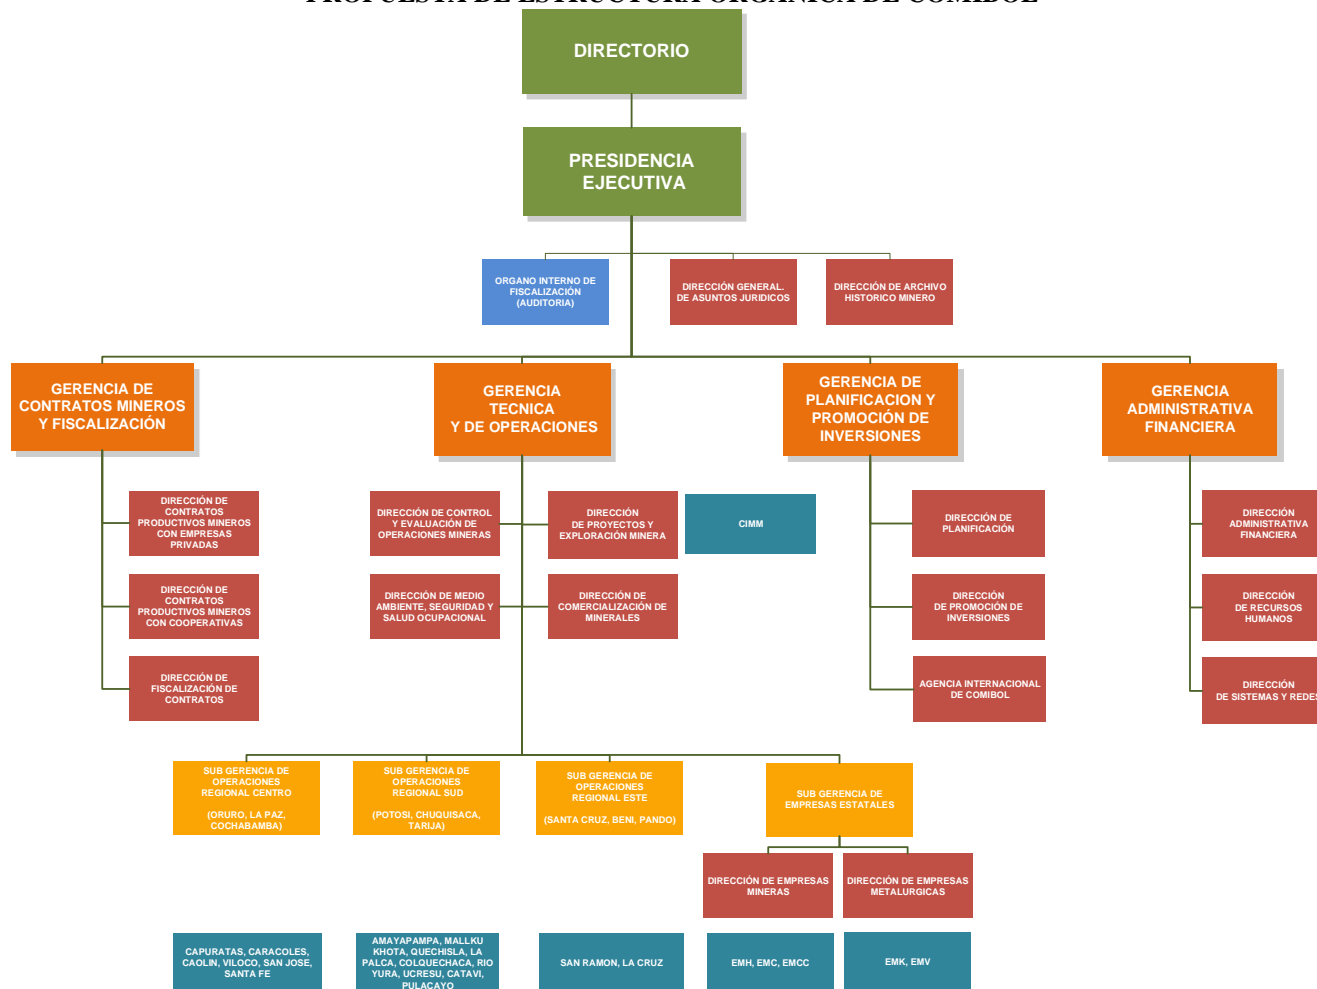 PROPUESTA DE ESTRUCTURA ORGANICA DE COMIBOL
DIRECTORIO
PRESIDENCIA
EJECUTIVA
ORGANO INTERNO DE
FISCALIZACIÓN
(AUDITORIA)
DIRECCIÓN GENERAL.
DE ASUNTOS JURIDICOS
DIRECCIÓN DE ARCHIVO
HISTORICO MINERO
GERENCIA DE
CONTRATOS MINEROS
Y FISCALIZACIÓN
GERENCIA
TECNICA
Y DE OPERACIONES
GERENCIA DE
PLANIFICACION Y
PROMOCIÓN DE
INVERSIONES
GERENCIA
ADMINISTRATIVA
FINANCIERA
DIRECCIÓN DE
CONTRATOS
PRODUCTIVOS MINEROS
CON EMPRESAS
PRIVADAS
DIRECCIÓN DE CONTROL
Y EVALUACIÓN DE
OPERACIONES MINERAS
DIRECCIÓN
DE PROYECTOS Y
EXPLORACIÓN MINERA
CIMM
DIRECCIÓN DE
PLANIFICACIÓN
DIRECCIÓN
ADMINISTRATIVA
FINANCIERA
DIRECCIÓN DE
CONTRATOS
PRODUCTIVOS MINEROS
CON COOPERATIVAS
DIRECCIÓN DE MEDIO
AMBIENTE, SEGURIDAD Y
SALUD OCUPACIONAL
DIRECCIÓN DE
COMERCIALIZACIÓN DE
MINERALES
DIRECCIÓN
DE PROMOCIÓN DE
INVERSIONES
DIRECCIÓN
DE RECURSOS
HUMANOS
DIRECCIÓN DE
FISCALIZACIÓN DE
CONTRATOS
AGENCIA INTERNACIONAL
DE COMIBOL
DIRECCIÓN
DE SISTEMAS Y REDES
SUB GERENCIA DE
OPERACIONES
REGIONAL CENTRO
(ORURO, LA PAZ,
COCHABAMBA)
SUB GERENCIA DE
OPERACIONES
REGIONAL SUD
(POTOSI, CHUQUISACA,
TARIJA)
SUB GERENCIA DE
OPERACIONES
REGIONAL ESTE
(SANTA CRUZ, BENI, PANDO)
SUB GERENCIA DE
EMPRESAS ESTATALES
DIRECCIÓN DE EMPRESAS
MINERAS
DIRECCIÓN DE EMPRESAS
METALURGICAS
CAPURATAS, CARACOLES,
CAOLIN, VILOCO, SAN JOSE,
SANTA FE
AMAYAPAMPA, MALLKU
KHOTA, QUECHISLA, LA
PALCA, COLQUECHACA, RIO
YURA, UCRESU, CATAVI,
PULACAYO
SAN RAMON, LA CRUZ
EMH, EMC, EMCC
EMK, EMV